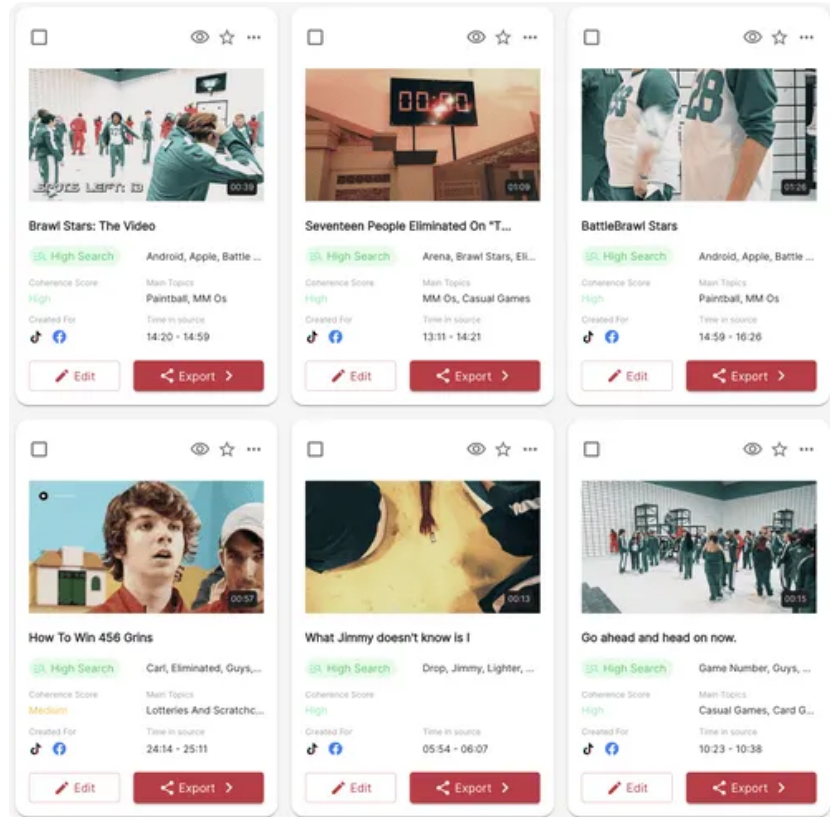 SPOTS LEFT: 13
00:39
00:00
01:09
28
01:26
Brawl Stars: The Video
Seventeen People Eliminated On "T...
BattleBrawl Stars
High Search
Android, Apple, Battle ...
High Search
Arena, Brawl Stars, Eli...
High Search
Android, Apple, Battle ...
Coherence Score
Main Topics
Coherence Score
Main Topics
Coherence Score
Main Topics
High
Paintball, MM Os
High
MM Os, Casual Games
High
Paintball, MM Os
Created For
Time in source
Created For
Time in source
Created For
Time in source
14:20 - 14:59
13:11 - 14:21
14:59 - 16:26
Edit
Export
Edit
Export
Edit
Export
00:57
00:13
00:15
How To Win 456 Grins
What Jimmy doesn't know is I
Go ahead and head on now.
High Search
Carl, Eliminated, Guys,...
High Search
Drop, Jimmy, Lighter, ...
High Search
Game Number, Guys, ...
Coherence Score
Main Topics
Coherence Score
Coherence Score
Main Topics
Medium
Lotteries And Scratchc...
High
High
Casual Games, Card G...
Created For
Time in source
Created For
Time in source
Created For
Time in source
24:14 - 25:11
05:54 - 06:07
10:23 - 10:38
Edit
Export
Edit
Export
Edit
Export